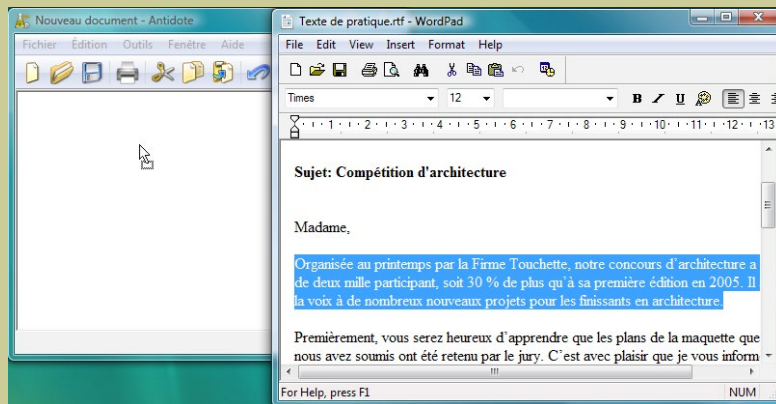 Nouveau document - Antidote
Fichier Édition Outils Fenêtre Aide
Texte de pratique.rtf - WordPad
File Edit View Insert Format Help
Times 12
B / U
1 2 3 4 5 6 7 8 9 10 11 12 13
Sujet: Compétition d'architecture
Madame,
Organisée au printemps par la Firme Touchette, notre concours d'architecture a
de deux mille participant, soit 30 % de plus qu'à sa première édition en 2005. Il
la voix à de nombreux nouveaux projets pour les finissants en architecture.
Premièrement, vous serez heureux d'apprendre que les plans de la maquette que
nous avez soumis ont été retenu par le jury. C'est avec plaisir que je vous inform
For Help, press F1
NUM